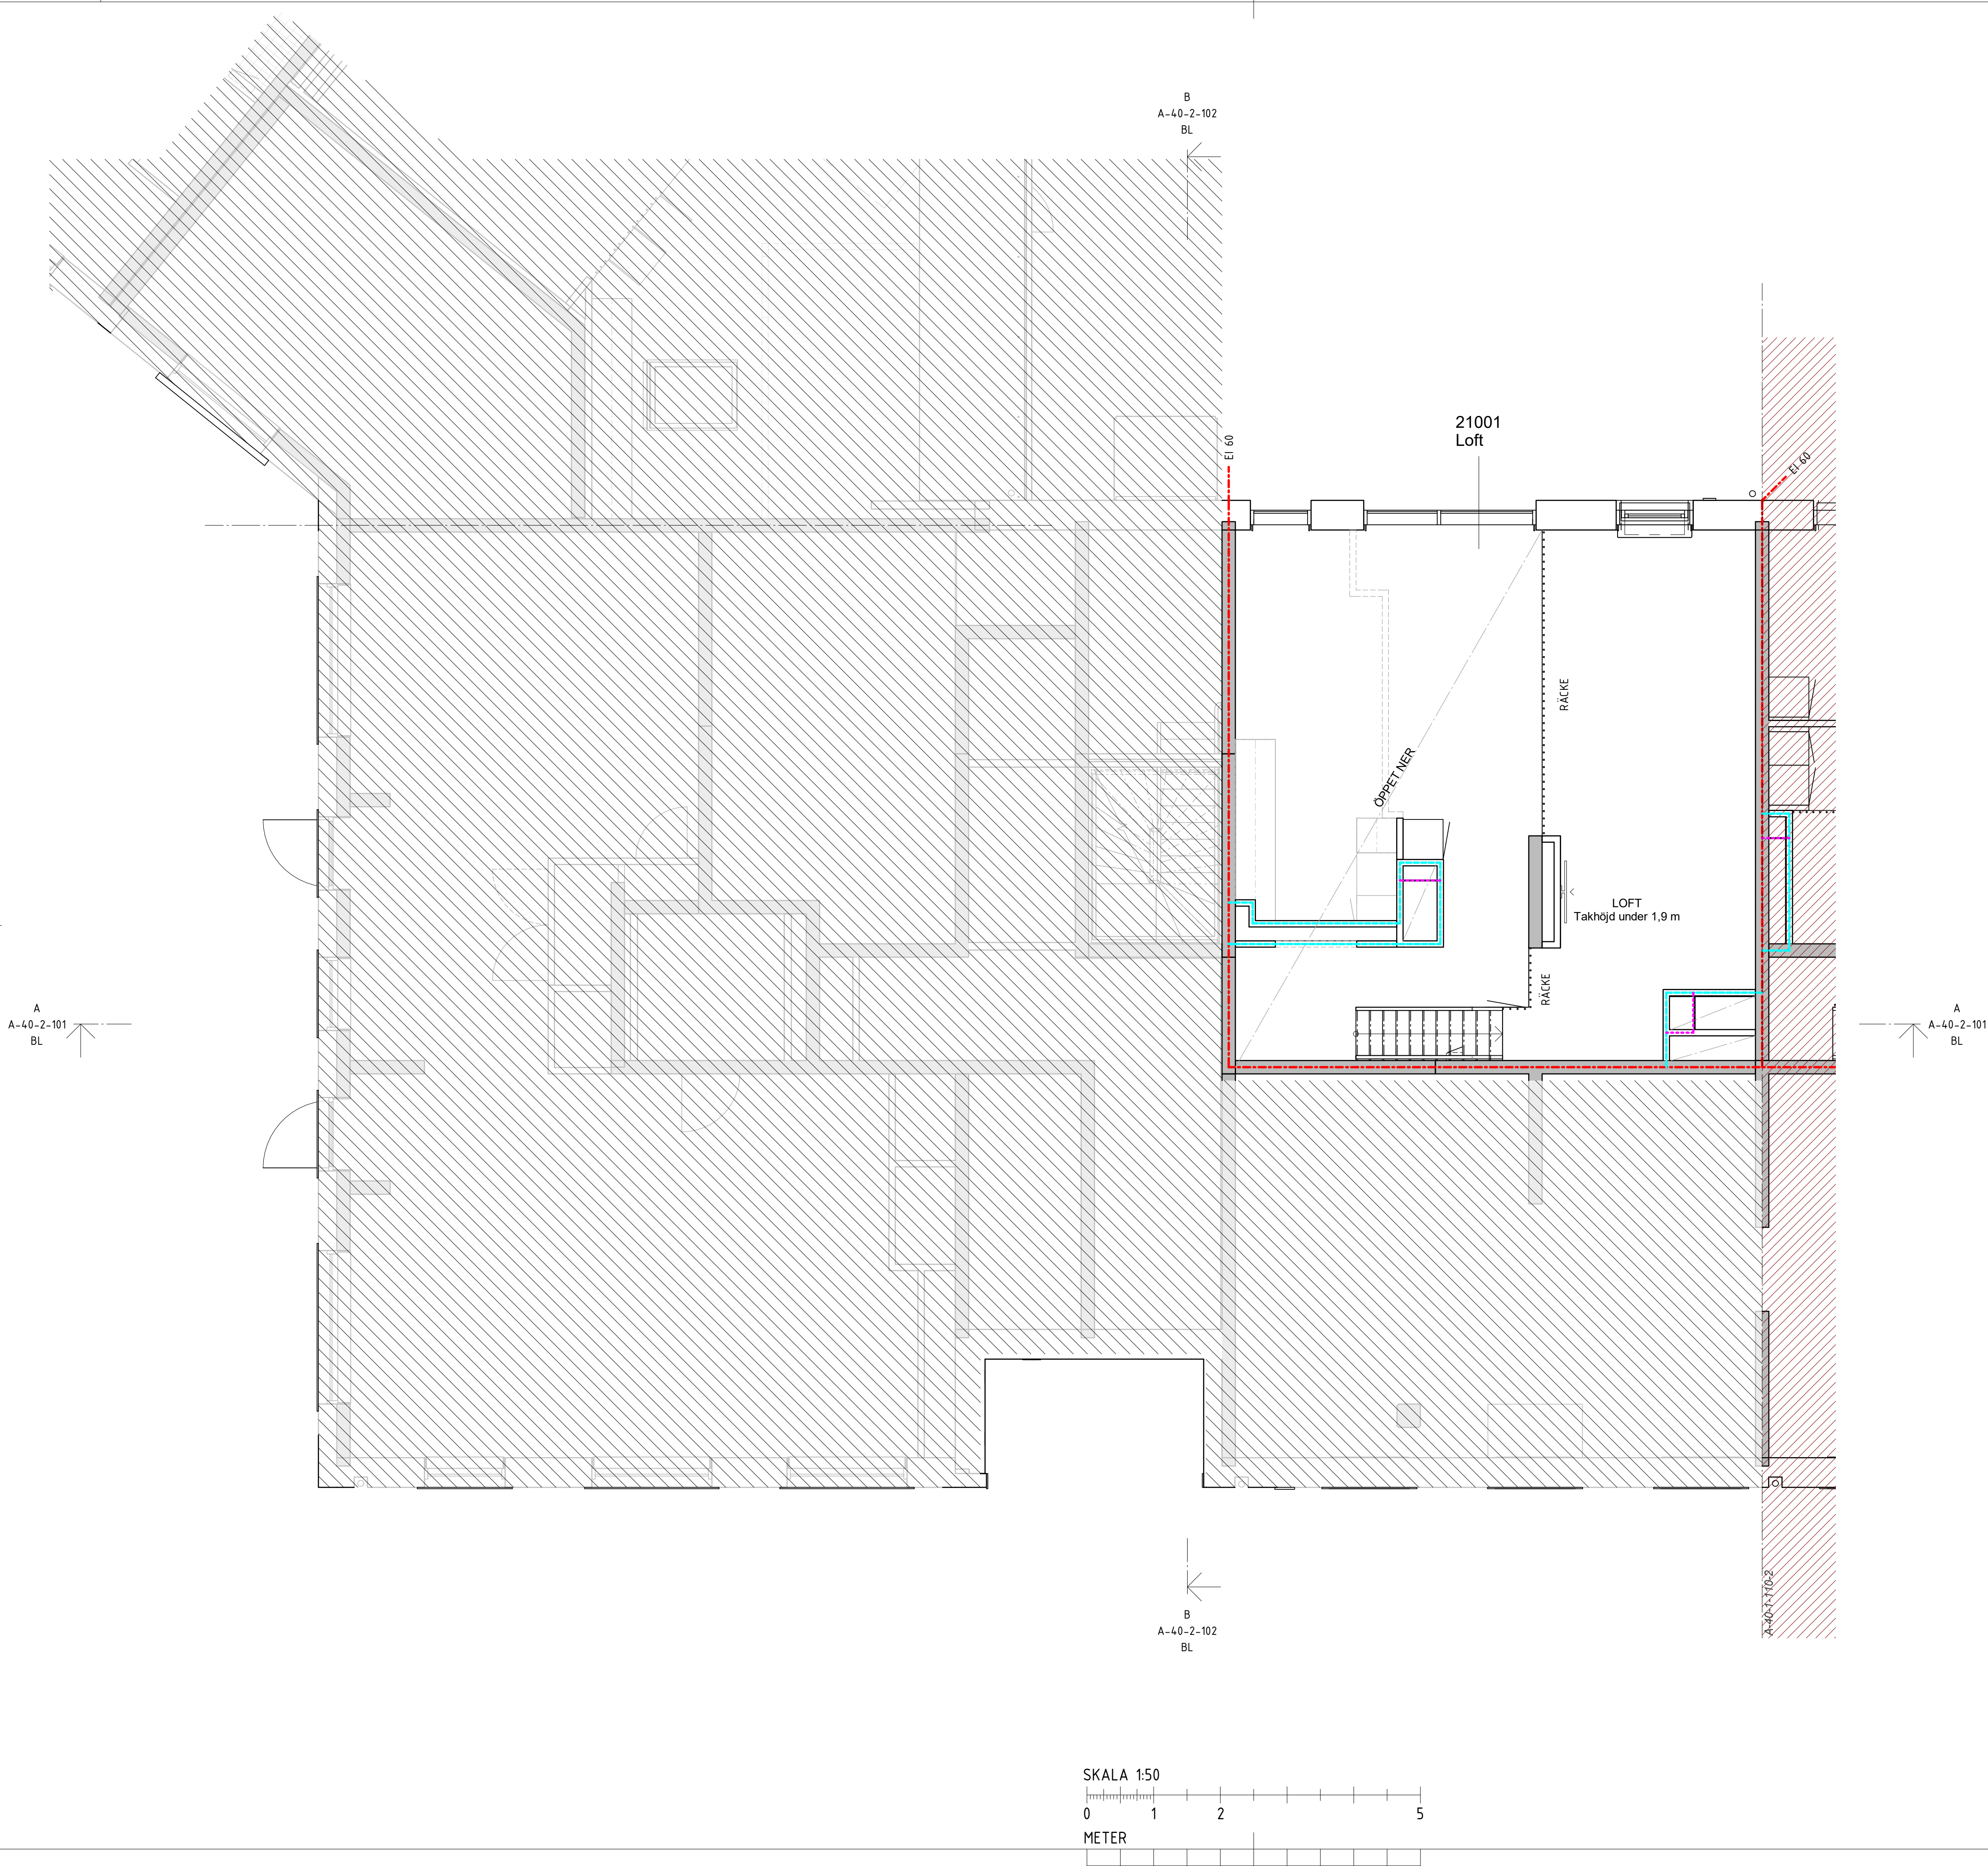 B
A-40-2-102
BL
21001
Loft
EI 60
EI 60
RÄCKE
ÖPPET NER
LOFT
Takhöjd under 1,9 m
RÄCKE
A
A-40-2-101
BL
A
A-40-2-101
BL
A-40-1-110-2
B
A-40-2-102
BL
SKALA 1:50
0 1 2 5
METER